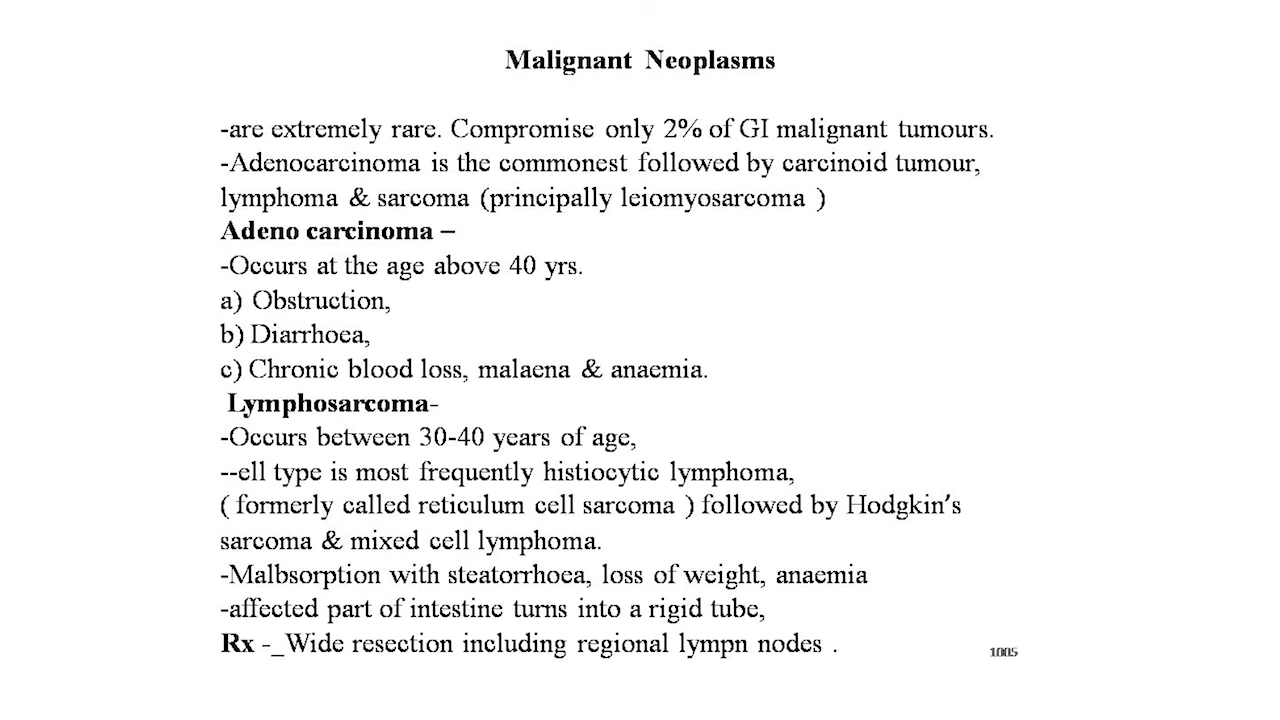 Malignant Neoplasms
-are extremely rare. Compromise only 2% of GI malignant tumours.
-Adenocarcinoma is the commonest followed by carcinoid tumour,
lymphoma & sarcoma (principally leiomyosarcoma )
Adeno carcinoma –
-Occurs at the age above 40 yrs.
a) Obstruction,
b) Diarrhoea,
c) Chronic blood loss, malaena & anaemia.
Lymphosarcoma-
-Occurs between 30-40 years of age,
--ell type is most frequently histiocytic lymphoma,
( formerly called reticulum cell sarcoma ) followed by Hodgkin's
sarcoma & mixed cell lymphoma.
-Malbsorption with steatorrhoea, loss of weight, anaemia
-affected part of intestine turns into a rigid tube,
Rx -_Wide resection including regional lympn nodes .
1005